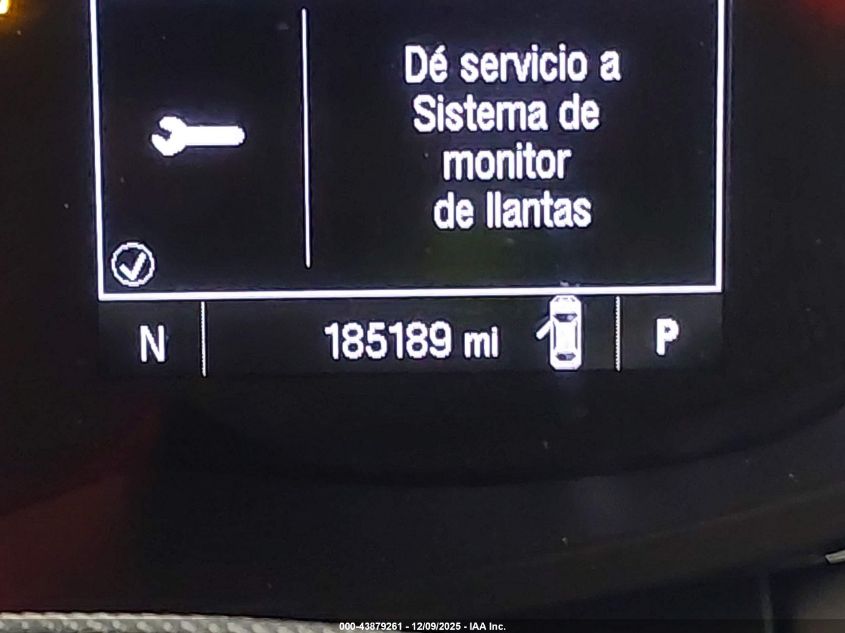 Dé servicio a
Sistema de
monitor
de llantas
N 185189 mi P
000-43879261 - 12/09/2025 - IAA Inc.